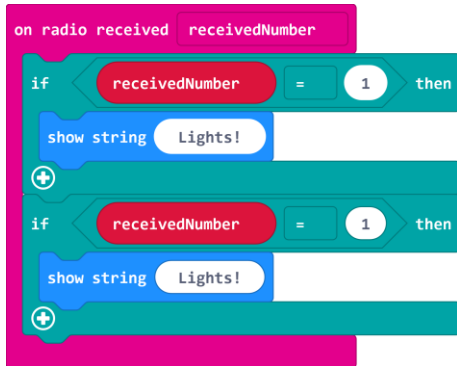 on radio received receivedNumber
if receivedNumber = 1 then
show string Lights!
if receivedNumber = 1 then
show string Lights!